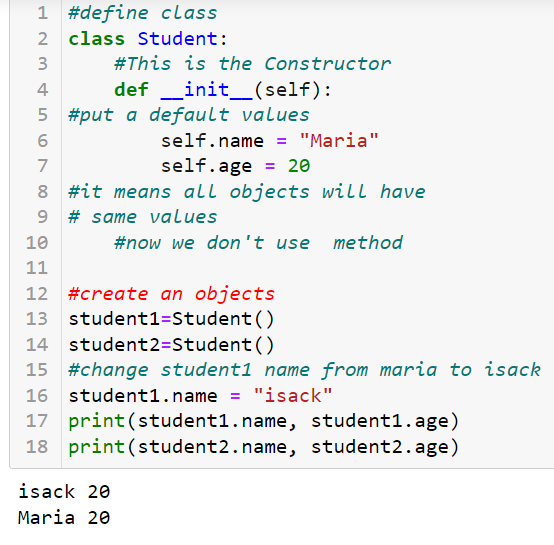 1 #define class
2 class Student:
3     #This is the Constructor
4     def __init__(self):
5 #put a default values
6         self.name = "Maria"
7         self.age = 20
8 #it means all objects will have
9 # same values
10     #now we don't use  method
11
12 #create an objects
13 student1=Student()
14 student2=Student()
15 #change student1 name from maria to isack
16 student1.name = "isack"
17 print(student1.name, student1.age)
18 print(student2.name, student2.age)
isack 20
Maria 20